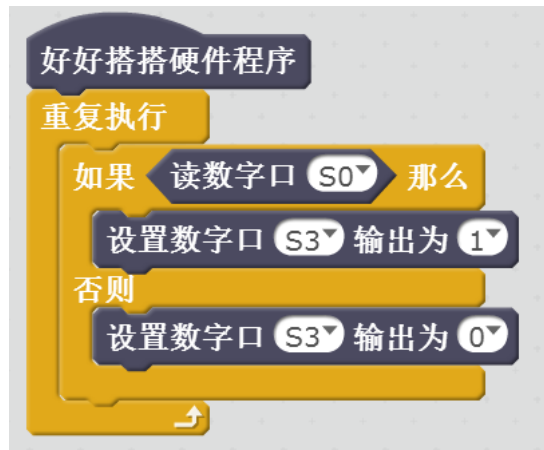 好好搭搭硬件程序
重复执行
如果 读数字口 S0 那么
设置数字口 S3 输出为 1
否则
设置数字口 S3 输出为 0